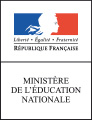 Liberté • Égalité • Fraternité
RÉPUBLIQUE FRANÇAISE
MINISTÈRE
DE L'ÉDUCATION
NATIONALE